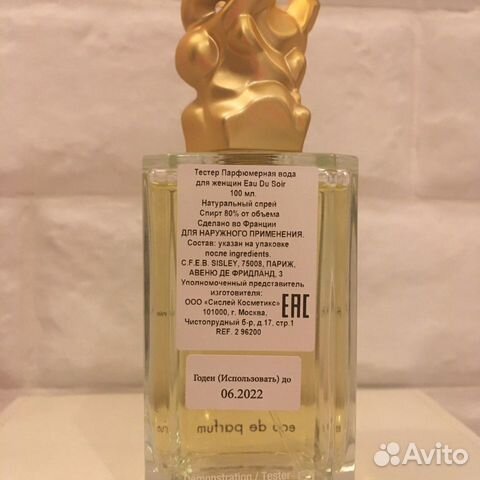 Тестер Парфюмерная вода
для женщин Eau Du Soir
100 мл.
Натуральный спрей
Спирт 80% от объема
Сделано во Франции
ДЛЯ НАРУЖНОГО ПРИМЕНЕНИЯ.
Состав: указан на упаковке
после ingredients.
C.F.E.B. SISLEY, 75008, ПАРИЖ,
АВЕНЮ ДЕ ФРИДЛАНД, 3
Уполномоченный представитель
изготовителя:
ООО «Сислей Косметикс»
101000, г. Москва,
Чистопрудный б-р, д.17, стр.1
REF. 2 96200
EAC
Годен (Использовать) до
06.2022
eau de parfum
Demonstration / Tester
Avito